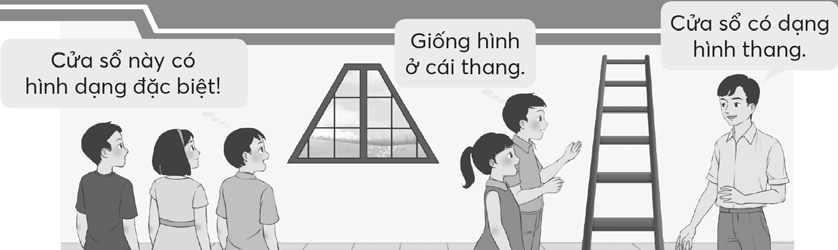 Cửa sổ này có
hình dạng đặc biệt!
Giống hình
ở cái thang.
Cửa sổ có dạng
hình thang.